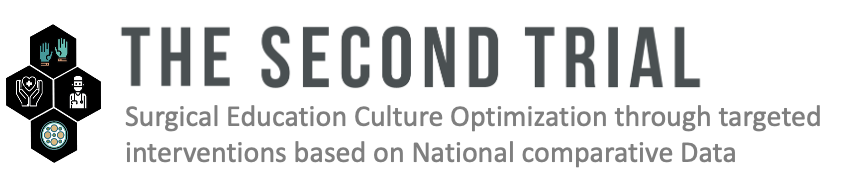 THE SECOND TRIAL
Surgical Education Culture Optimization through targeted
interventions based on National comparative Data